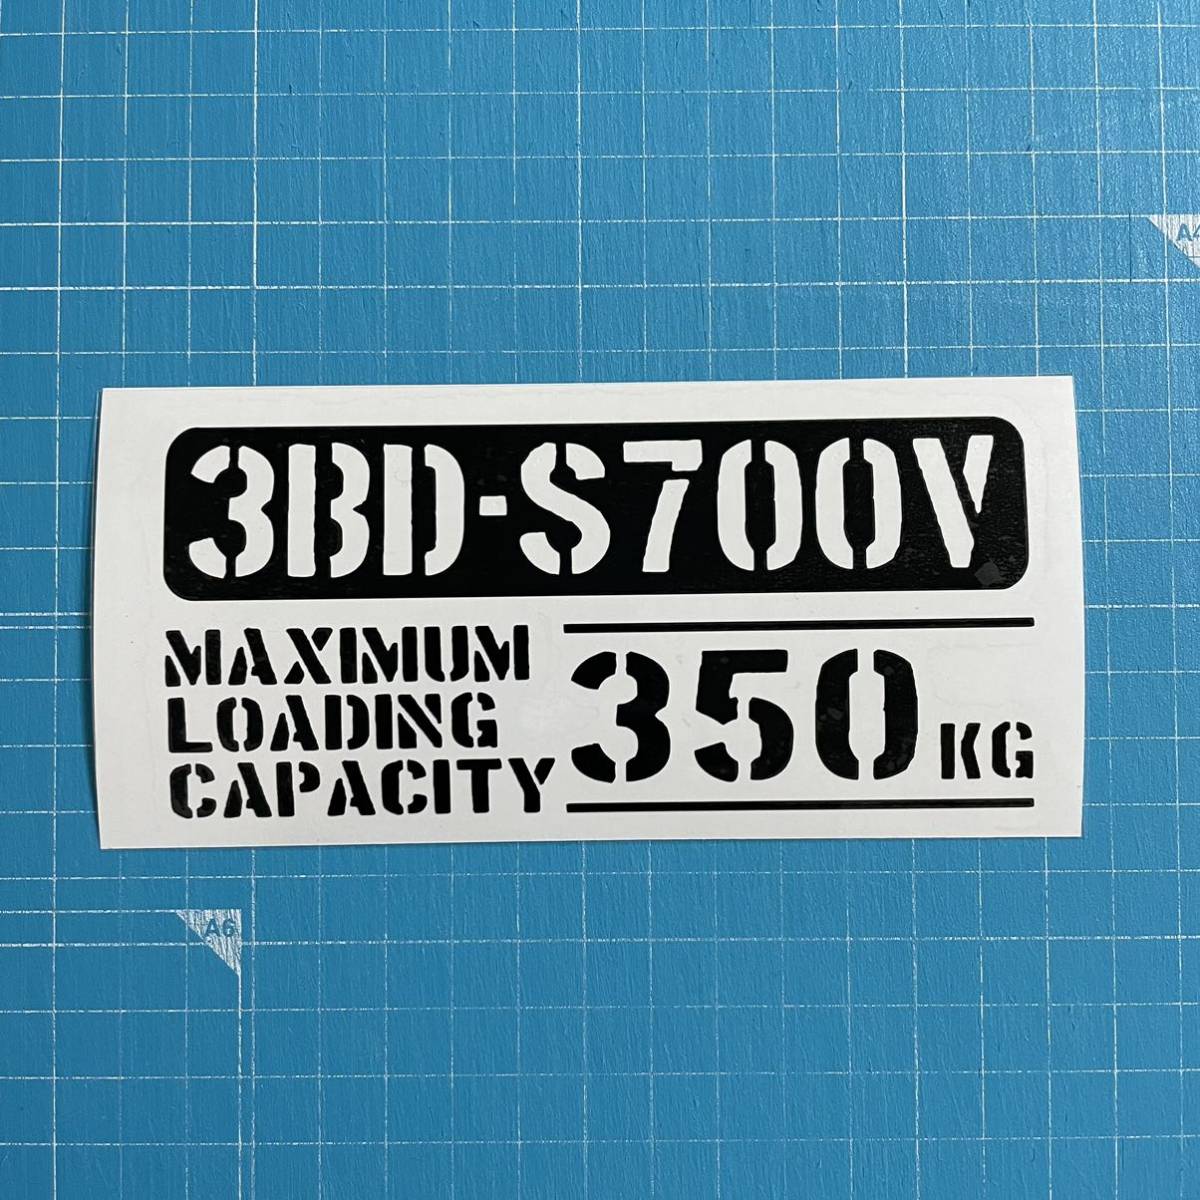 A4
3BD-S700V
MAXIMUM
LOADING
CAPACITY
350 KG
A6